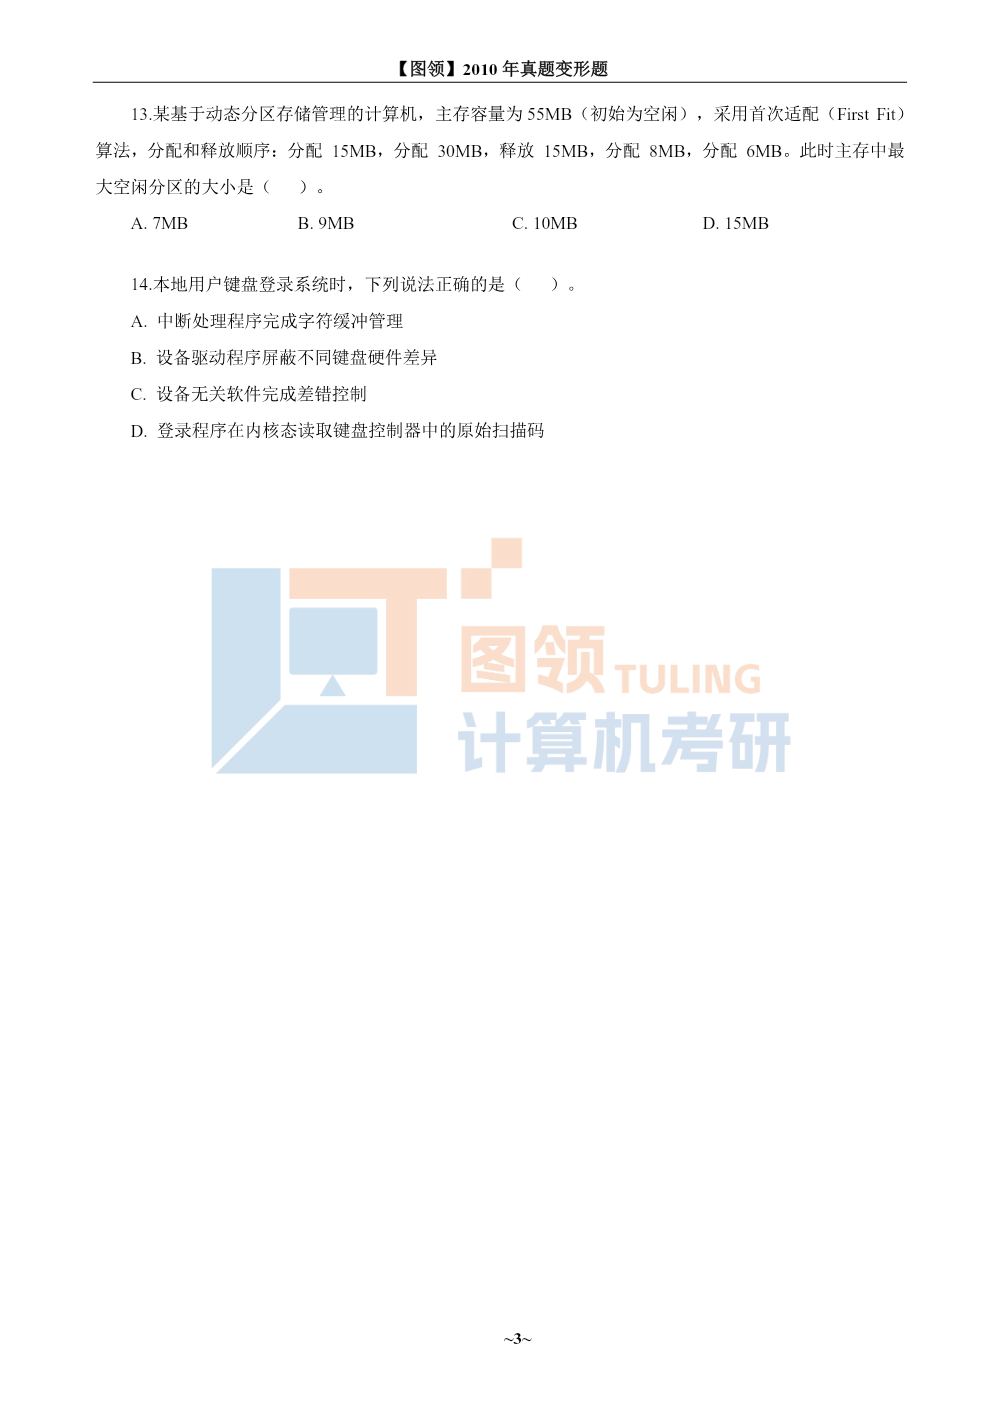 【图领】2010 年真题变形题
13.某基于动态分区存储管理的计算机，主存容量为 55MB（初始为空闲），采用首次适配（First Fit）
算法，分配和释放顺序：分配 15MB，分配 30MB，释放 15MB，分配 8MB，分配 6MB。此时主存中最
大空闲分区的大小是（ ）。
A. 7MB B. 9MB C. 10MB D. 15MB
14.本地用户键盘登录系统时，下列说法正确的是（ ）。
A. 中断处理程序完成字符缓冲管理
B. 设备驱动程序屏蔽不同键盘硬件差异
C. 设备无关软件完成差错控制
D. 登录程序在内核态读取键盘控制器中的原始扫描码
图领 TULING
计算机考研
~3~